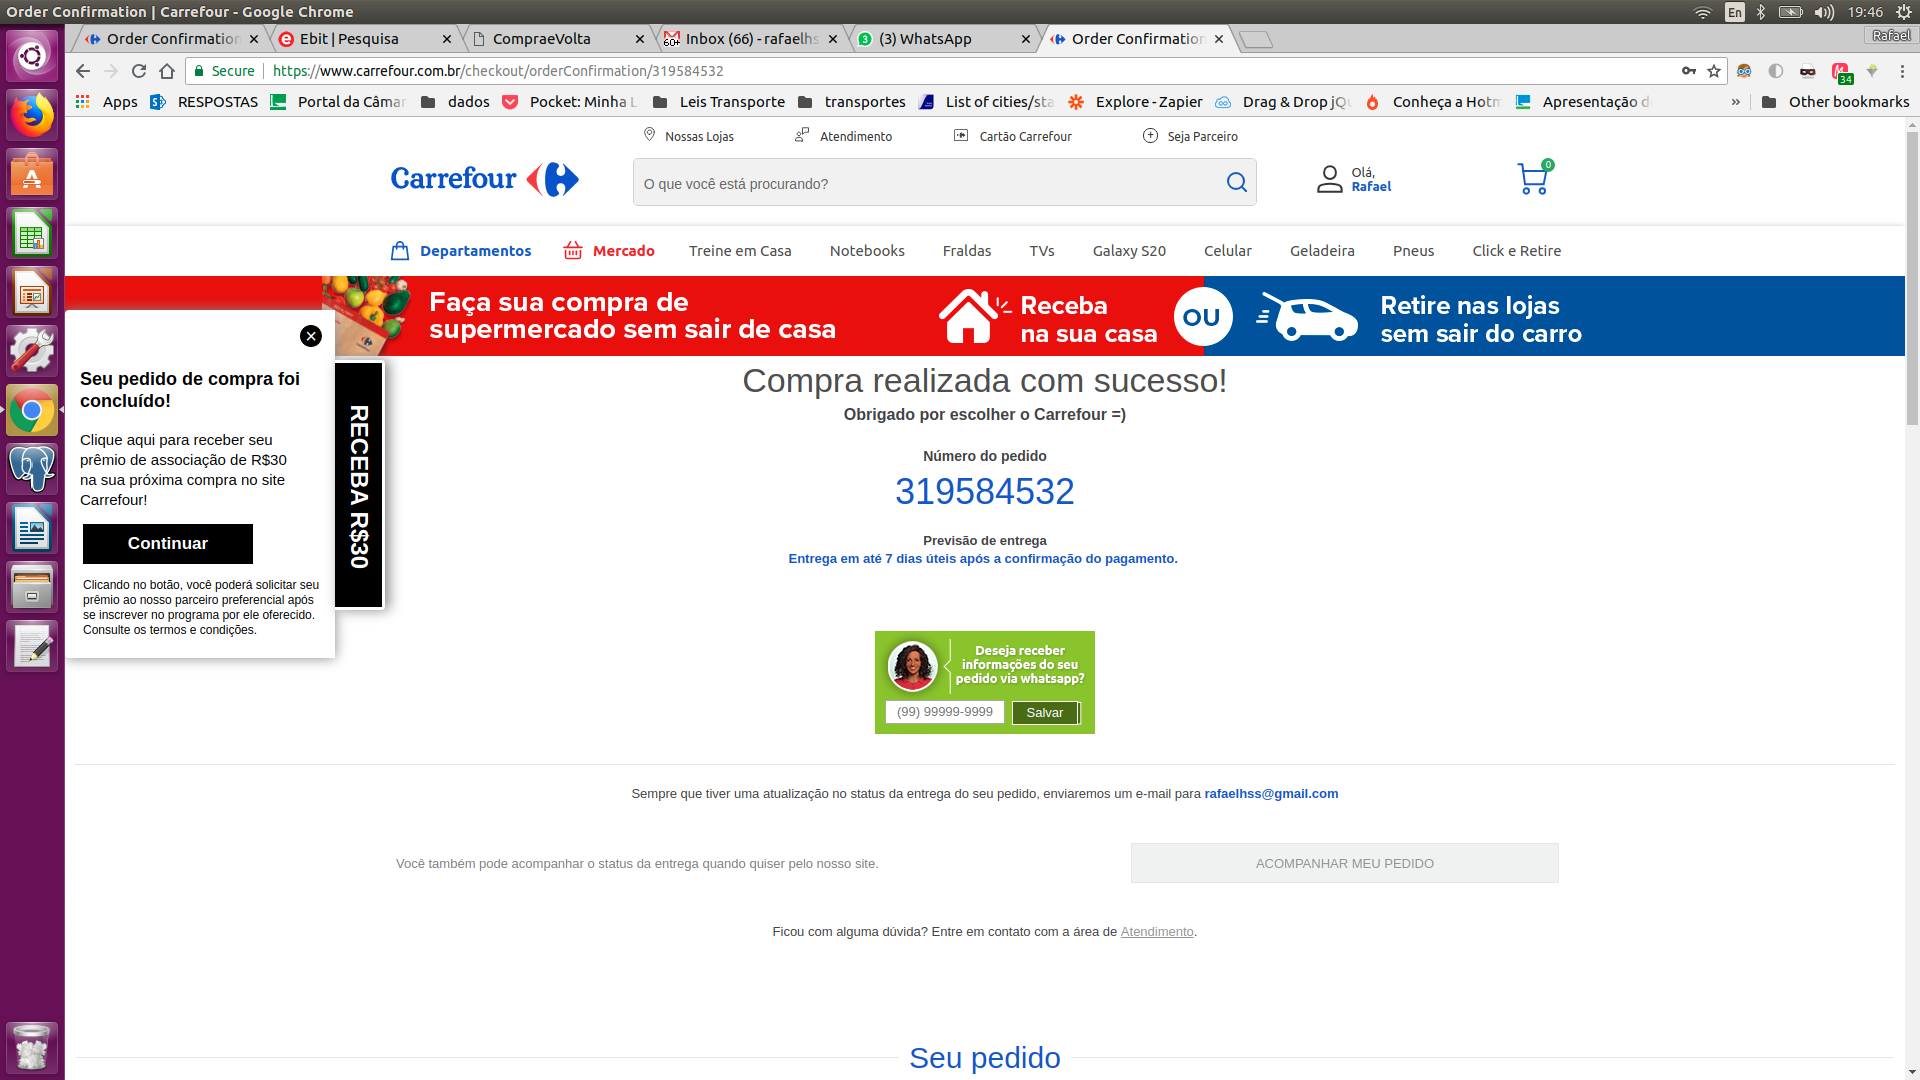 Order Confirmation | Carrefour - Google Chrome
En
19:46
Order Confirmation
Ebit | Pesquisa
CompraeVolta
60+
Inbox (66) - rafaelhs
3
(3) WhatsApp
Order Confirmation
Rafael
Secure
https://www.carrefour.com.br/checkout/orderConfirmation/319584532
34
Apps
RESPOSTAS
Portal da Câmar
dados
Pocket: Minha L
Leis Transporte
transportes
List of cities/sta
Explore - Zapier
Drag & Drop jQu
Conheça a Hotm
Apresentação d
»
Other bookmarks
Nossas Lojas
Atendimento
Cartão Carrefour
Seja Parceiro
Carrefour
O que você está procurando?
Olá,
Rafael
0
Departamentos
Mercado
Treine em Casa
Notebooks
Fraldas
TVs
Galaxy S20
Celular
Geladeira
Pneus
Click e Retire
Faça sua compra de
supermercado sem sair de casa
Receba
na sua casa
OU
Retire nas lojas
sem sair do carro
Seu pedido de compra foi
concluído!
Clique aqui para receber seu
prêmio de associação de R$30
na sua próxima compra no site
Carrefour!
Continuar
Clicando no botão, você poderá solicitar seu
prêmio ao nosso parceiro preferencial após
se inscrever no programa por ele oferecido.
Consulte os termos e condições.
RECEBA R$30
Compra realizada com sucesso!
Obrigado por escolher o Carrefour =)
Número do pedido
319584532
Previsão de entrega
Entrega em até 7 dias úteis após a confirmação do pagamento.
Deseja receber
informações do seu
pedido via whatsapp?
(99) 99999-9999
Salvar
Sempre que tiver uma atualização no status da entrega do seu pedido, enviaremos um e-mail para rafaelhss@gmail.com
Você também pode acompanhar o status da entrega quando quiser pelo nosso site.
ACOMPANHAR MEU PEDIDO
Ficou com alguma dúvida? Entre em contato com a área de Atendimento.
Seu pedido